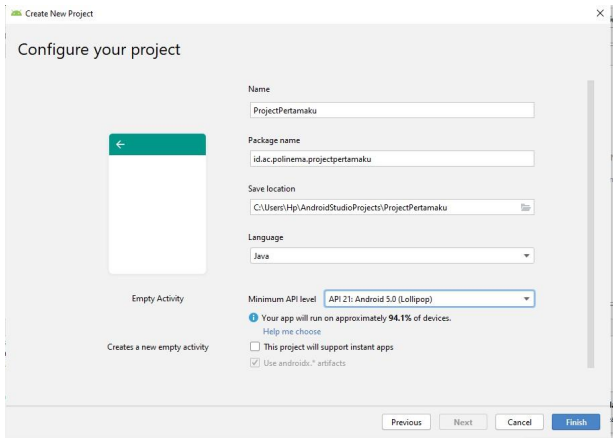 Create New Project
Configure your project
Name
ProjectPertamaku
Package name
id.ac.polinema.projectpertamaku
Save location
C:\Users\Hp\AndroidStudioProjects\ProjectPertamaku
Language
Java
Empty Activity
Minimum API level API 21: Android 5.0 (Lollipop)
Your app will run on approximately 94.1% of devices.
Help me choose
Creates a new empty activity
This project will support instant apps
Use androidx.* artifacts
Previous Next Cancel Finish